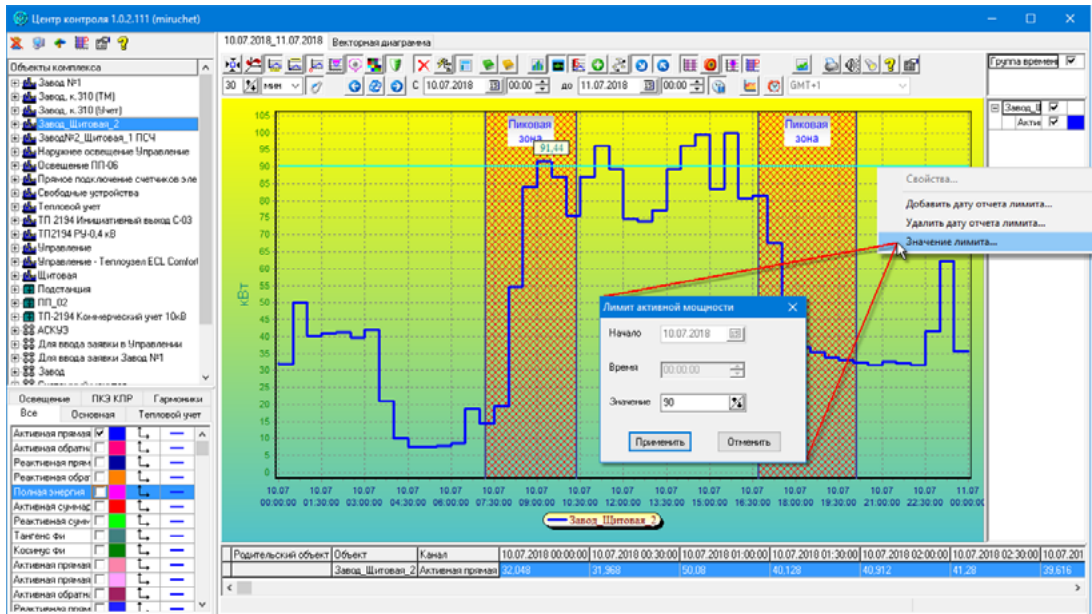 Центр контроля 1.0.2.111 (miruchet)
10.07.2018_11.07.2018 Векторная диаграмма
Объекты комплекса
Завод №1
Завод, к.310 (ТМ)
Завод, к.310 (Учет)
Завод_Щитовая_2
Завод№2_Щитовая_1 ПСЧ
Наружнее освещение Управление
Освещение ПП-06
Прямое подключение счетчиков эле
Свободные устройства
Тепловой учет
ТП 2194 Инициативный выход С-03
ТП2194 РУ-0,4 кВ
Управление
Управление - Теплоузел ECL Comfort
Щитовая
Подстанция
ПП_02
ТП-2194 Коммерческий учет 10кВ
АСКУЭ
Для ввода заявки в Управлении
Для ввода заявки Завод №1
Завод
Освещение ПКЭ КПР Гармоники
Все Основная Тепловой учет
Активная прямая
Активная обратн
Реактивная прям
Реактивная обрат
Полная энергия
Активная суммар
Реактивная сумм
Тангенс фи
Косинус фи
Активная прямая
Активная прямая
Активная обратн
Реактивная прям
30 мин С 10.07.2018 00:00 до 11.07.2018 00:00 GMT+1
Группа времен
Завод_Щ
Актив
105
100
95
90
85
80
75
70
65
60
55
50
45
40
35
30
25
20
15
10
5
0
кВт
Пиковая
зона
91,44
Пиковая
зона
Свойства...
Добавить дату отчета лимита...
Удалить дату отчета лимита...
Значение лимита...
Лимит активной мощности
Начало 10.07.2018
Время 00:00:00
Значение 90
Применить Отменить
10.07 10.07 10.07 10.07 10.07 10.07 10.07 10.07 10.07 10.07 10.07 10.07 10.07 10.07 10.07 10.07 11.07
00:00:00 01:30:00 03:00:00 04:30:00 06:00:00 07:30:00 09:00:00 10:30:00 12:00:00 13:30:00 15:00:00 16:30:00 18:00:00 19:30:00 21:00:00 22:30:00 00:00:00
Завод_Щитовая_2
Родительский объект Объект Канал 10.07.2018 00:00:00 10.07.2018 00:30:00 10.07.2018 01:00:00 10.07.2018 01:30:00 10.07.2018 02:00:00 10.07.2018 02:30:00 10.07.201
Завод_Щитовая_2 Активная прямая 32,048 31,968 50,08 40,128 40,912 41,28 39,616